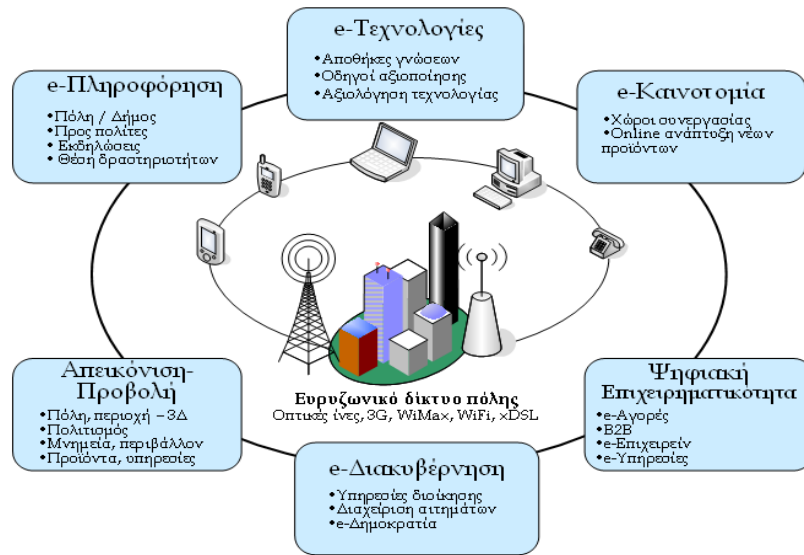 e-Τεχνολογίες
•Αποθήκες γνώσεων
•Οδηγοί αξιοποίησης
•Αξιολόγηση τεχνολογίας
e-Πληροφόρηση
•Πόλη / Δήμος
•Προς πολίτες
• Εκδηλώσεις
• Θέση δραστηριοτήτων
e-Καινοτομία
•Χώροι συνεργασίας
•Online ανάπτυξη νέων
προϊόντων
Απεικόνιση-
Προβολή
•Πόλη, περιοχή –3Δ
•Πολιτισμός
•Μνημεία, περιβάλλον
•Προϊόντα, υπηρεσίες
Ευρυζωνικό δίκτυο πόλης
Οπτικές ίνες, 3G, WiMax, WiFi, xDSL
Ψηφιακή
Επιχειρηματικότητα
•e-Αγορές
•B2B
•e-Επιχειρείν
•e-Υπηρεσίες
e-Διακυβέρνηση
•Υπηρεσίες διοίκησης
•Διαχείριση αιτημάτων
•e-Δημοκρατία